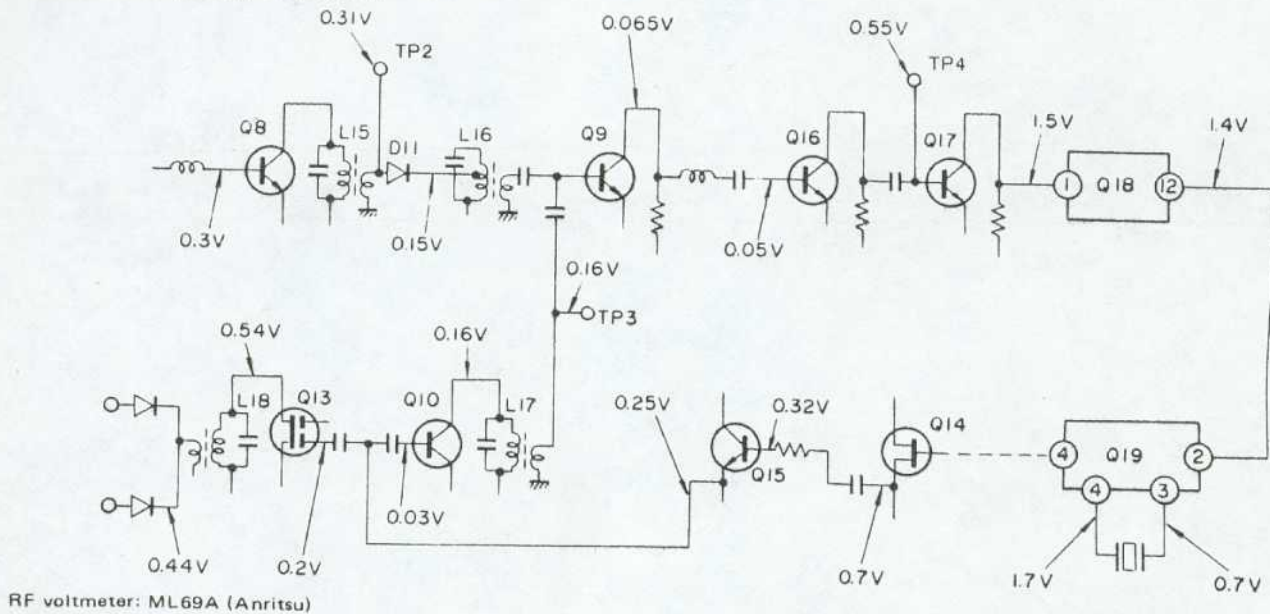 0.31V
TP2
0.065V
0.55V
TP4
Q8
L15
D11
L16
Q9
Q16
Q17
1.5V
1.4V
1
Q18
12
0.3V
0.15V
0.05V
0.16V
TP3
0.54V
0.16V
L18
Q13
Q10
L17
0.25V
0.32V
Q14
Q15
4
Q19
2
4
3
0.03V
0.44V
0.2V
0.7V
1.7V
0.7V
RF voltmeter: ML69A (Anritsu)